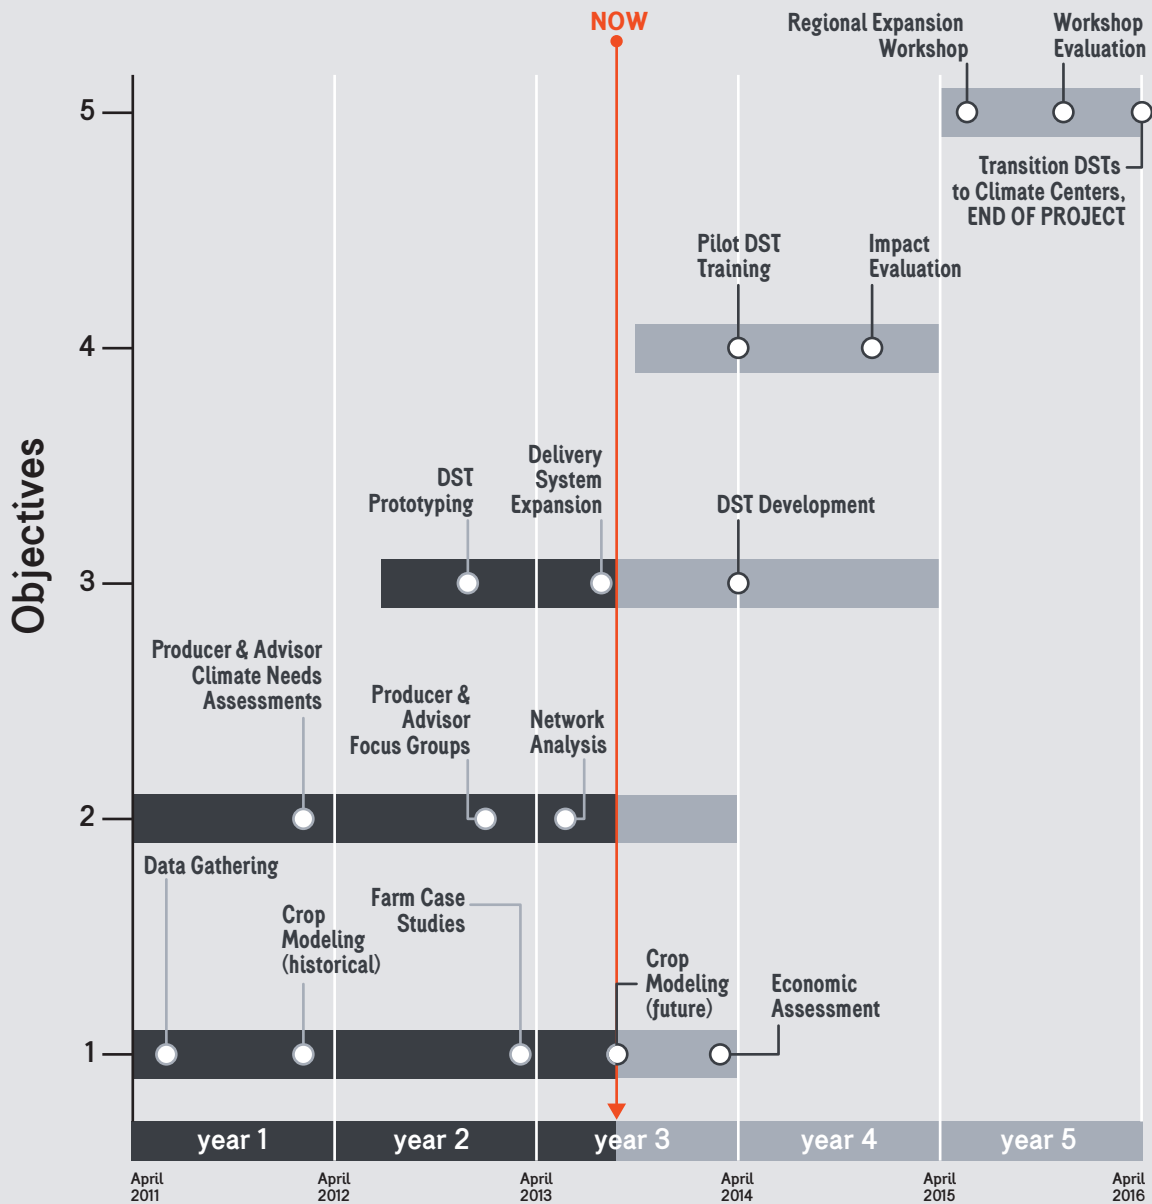 NOW
Regional Expansion
Workshop
Workshop
Evaluation
5
Transition DSTs
to Climate Centers,
END OF PROJECT
Pilot DST
Training
Impact
Evaluation
4
Objectives
DST
Prototyping
Delivery
System
Expansion
DST Development
3
Producer & Advisor
Climate Needs
Assessments
Producer &
Advisor
Focus Groups
Network
Analysis
2
Data Gathering
Crop
Modeling
(historical)
Farm Case
Studies
Crop
Modeling
(future)
Economic
Assessment
1
year 1
year 2
year 3
year 4
year 5
April
2011
April
2012
April
2013
April
2014
April
2015
April
2016